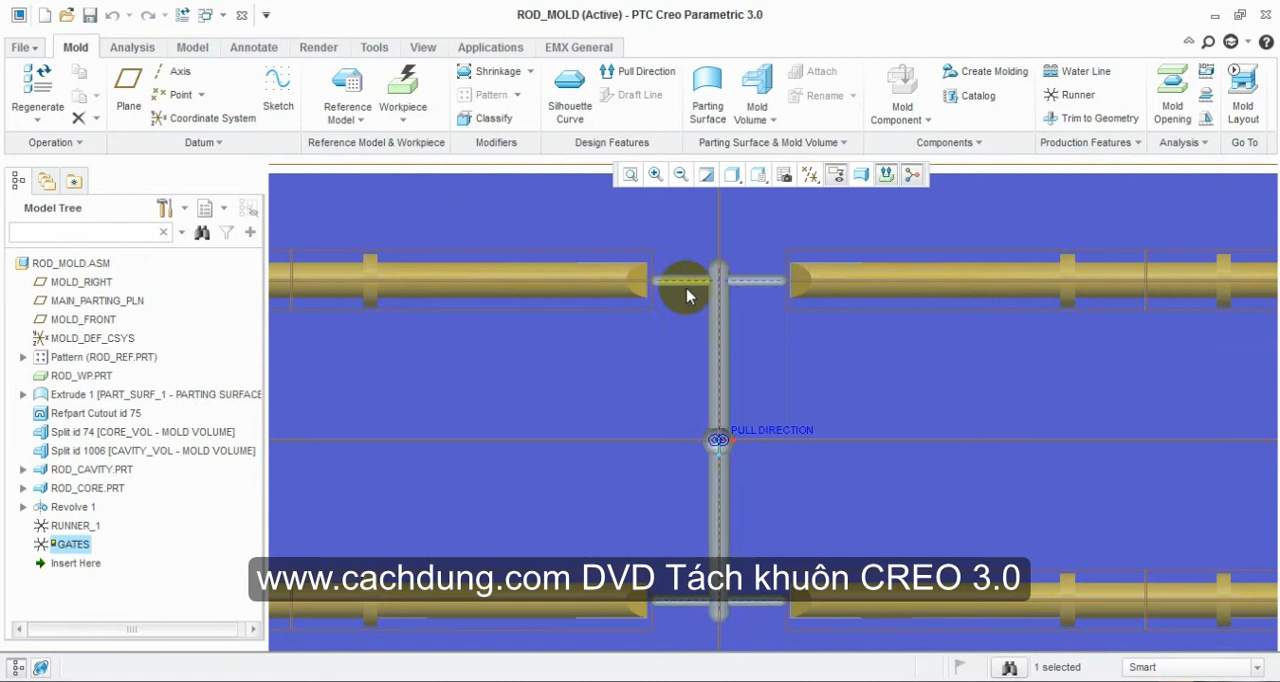 ROD_MOLD (Active) - PTC Creo Parametric 3.0
File
Mold
Analysis
Model
Annotate
Render
Tools
View
Applications
EMX General
Regenerate
Operation
Plane
Axis
Point
Coordinate System
Sketch
Datum
Reference Model
Workpiece
Reference Model & Workpiece
Shrinkage
Pattern
Classify
Modifiers
Silhouette Curve
Pull Direction
Draft Line
Design Features
Parting Surface
Mold Volume
Attach
Rename
Parting Surface & Mold Volume
Mold Component
Create Molding
Catalog
Components
Water Line
Runner
Trim to Geometry
Production Features
Mold Opening
Analysis
Mold Layout
Go To
Model Tree
ROD_MOLD.ASM
MOLD_RIGHT
MAIN_PARTING_PLN
MOLD_FRONT
MOLD_DEF_CSYS
Pattern (ROD_REF.PRT)
ROD_WP.PRT
Extrude 1 [PART_SURF_1 - PARTING SURFACE
Refpart Cutout id 75
Split id 74 [CORE_VOL - MOLD VOLUME]
Split id 1006 [CAVITY_VOL - MOLD VOLUME]
ROD_CAVITY.PRT
ROD_CORE.PRT
Revolve 1
RUNNER_1
GATES
Insert Here
PULL DIRECTION
www.cachdung.com DVD Tách khuôn CREO 3.0
1 selected
Smart